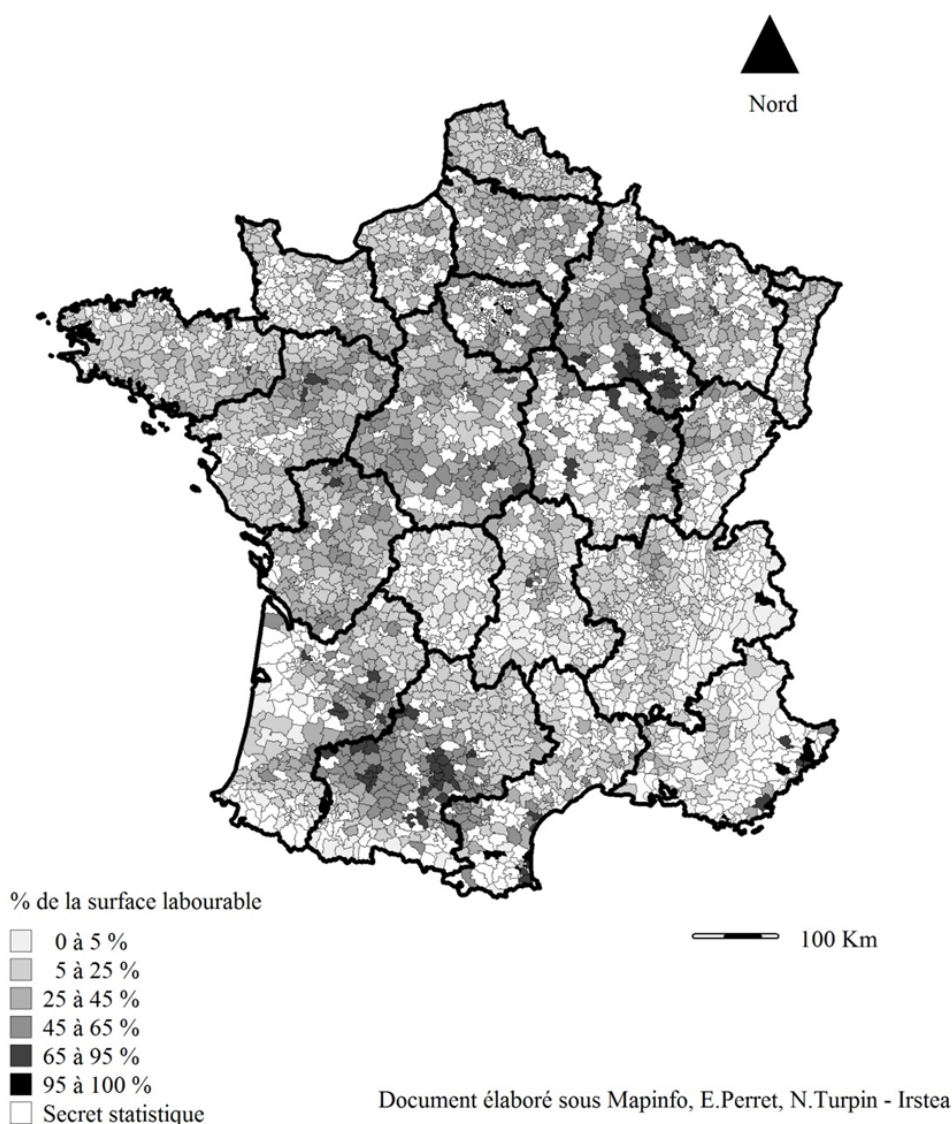 Nord
% de la surface labourable
0 à 5 %
5 à 25 %
25 à 45 %
45 à 65 %
65 à 95 %
95 à 100 %
Secret statistique
100 Km
Document élaboré sous Mapinfo, E.Perret, N.Turpin - Irstea